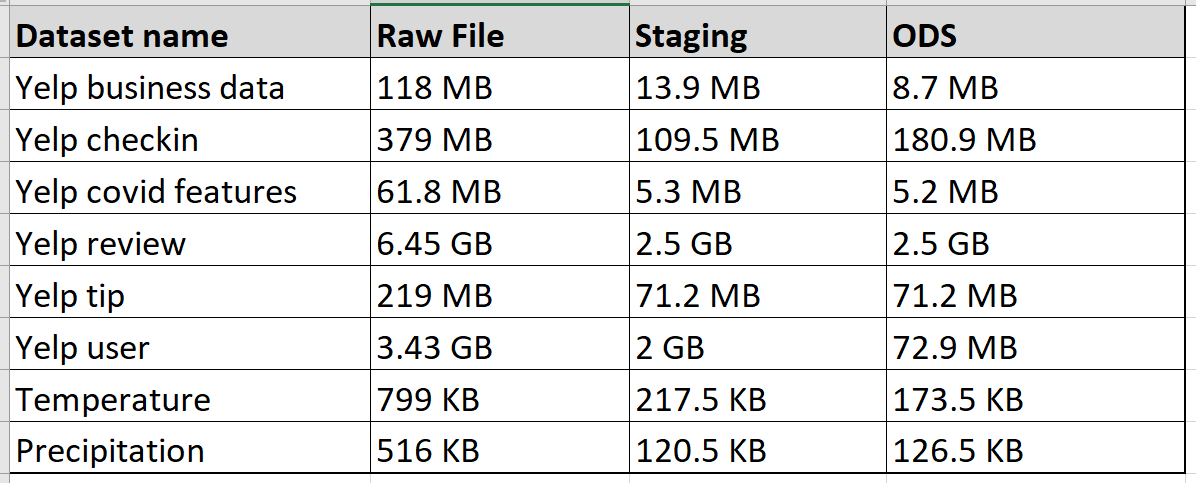 Dataset name Raw File Staging ODS
Yelp business data 118 MB 13.9 MB 8.7 MB
Yelp checkin 379 MB 109.5 MB 180.9 MB
Yelp covid features 61.8 MB 5.3 MB 5.2 MB
Yelp review 6.45 GB 2.5 GB 2.5 GB
Yelp tip 219 MB 71.2 MB 71.2 MB
Yelp user 3.43 GB 2 GB 72.9 MB
Temperature 799 KB 217.5 KB 173.5 KB
Precipitation 516 KB 120.5 KB 126.5 KB